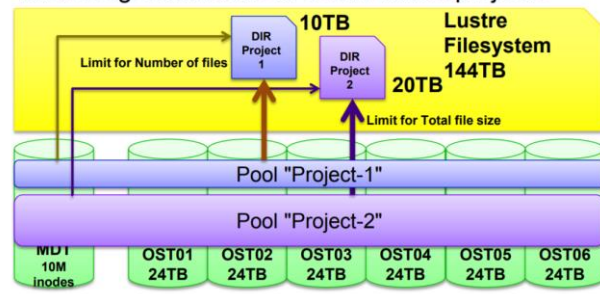 DIR
Project
1
10TB
Lustre
Filesystem
144TB
Limit for Number of files
DIR
Project
2
20TB
Limit for Total file size
Pool "Project-1"
Pool "Project-2"
MDT
10M
inodes
OST01
24TB
OST02
24TB
OST03
24TB
OST04
24TB
OST05
24TB
OST06
24TB